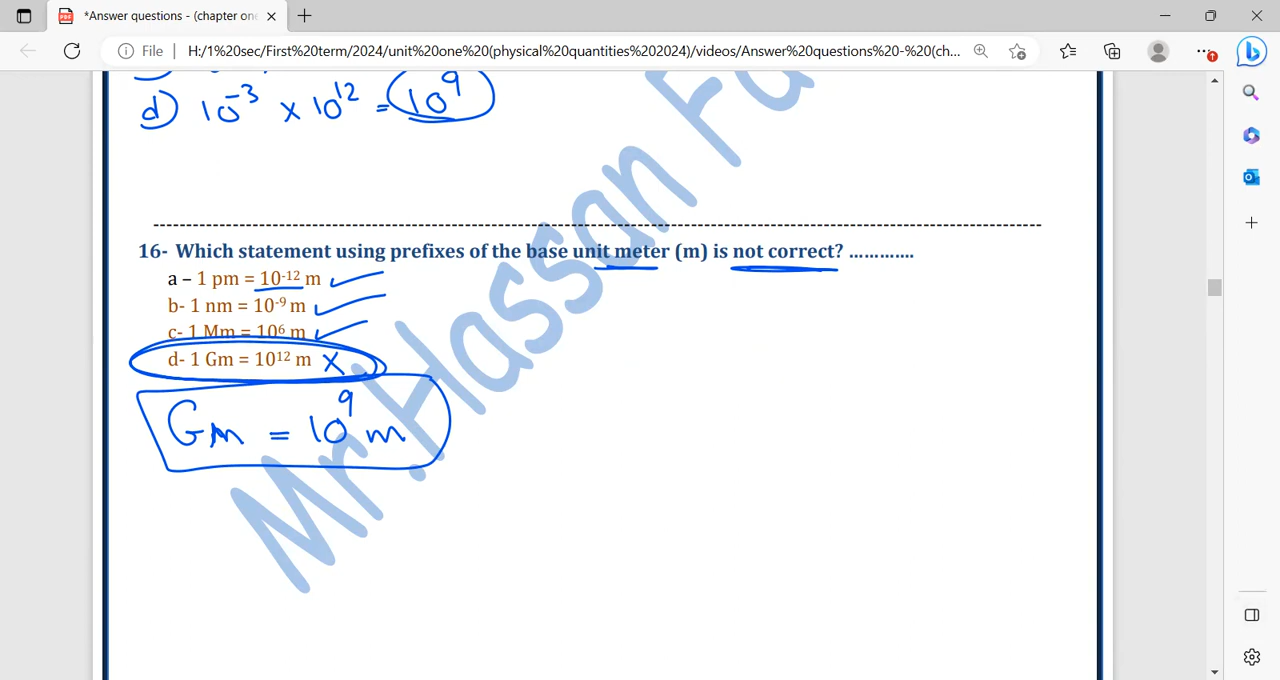 *Answer questions - (chapter one
File
H:/1%20sec/First%20term/2024/unit%20one%20(physical%20quantities%202024)/videos/Answer%20questions%20-%20(ch...
d) 10⁻³ x 10¹² = 10⁹
16- Which statement using prefixes of the base unit meter (m) is not correct? ............
a – 1 pm = 10⁻¹² m ✓
b- 1 nm = 10⁻⁹ m ✓
c- 1 Mm = 10⁶ m ✓
d- 1 Gm = 10¹² m X
Gm = 10⁹ m
Mr.Hassan Fa